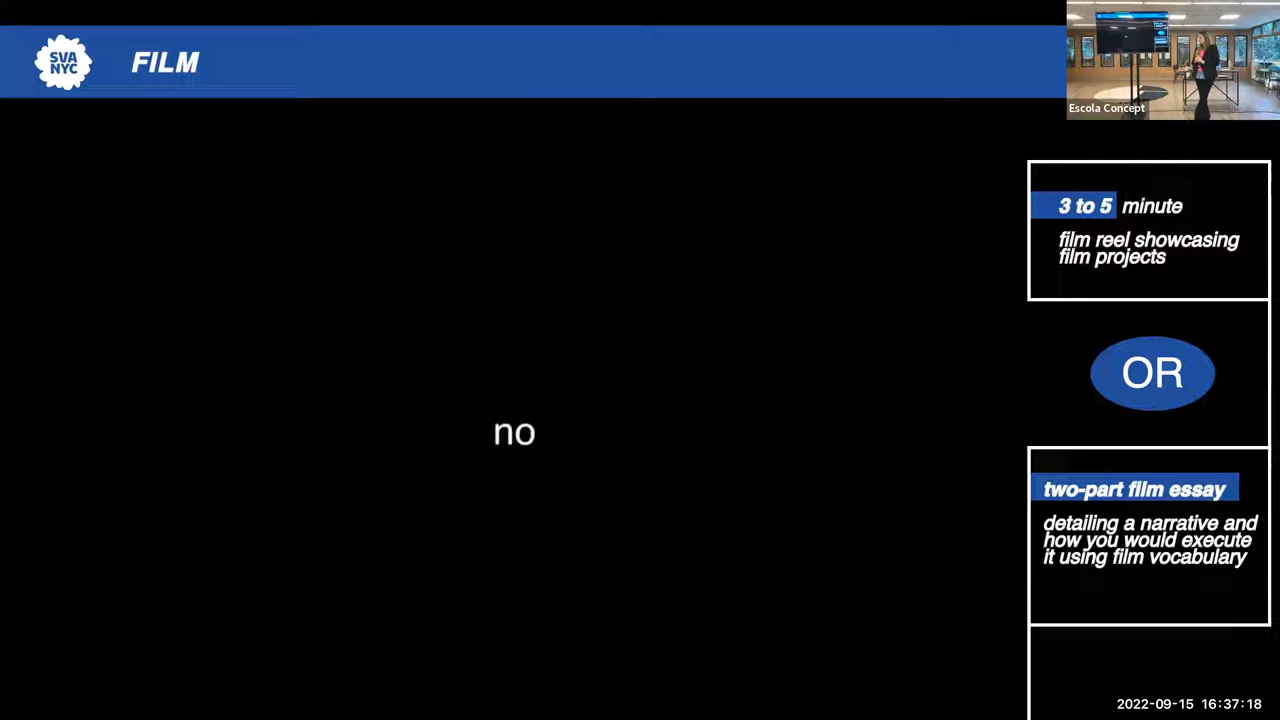 SVA
NYC
FILM
Escola Concept
3 to 5 minute
film reel showcasing
film projects
OR
no
two-part film essay
detailing a narrative and
how you would execute
it using film vocabulary
2022-09-15 16:37:18